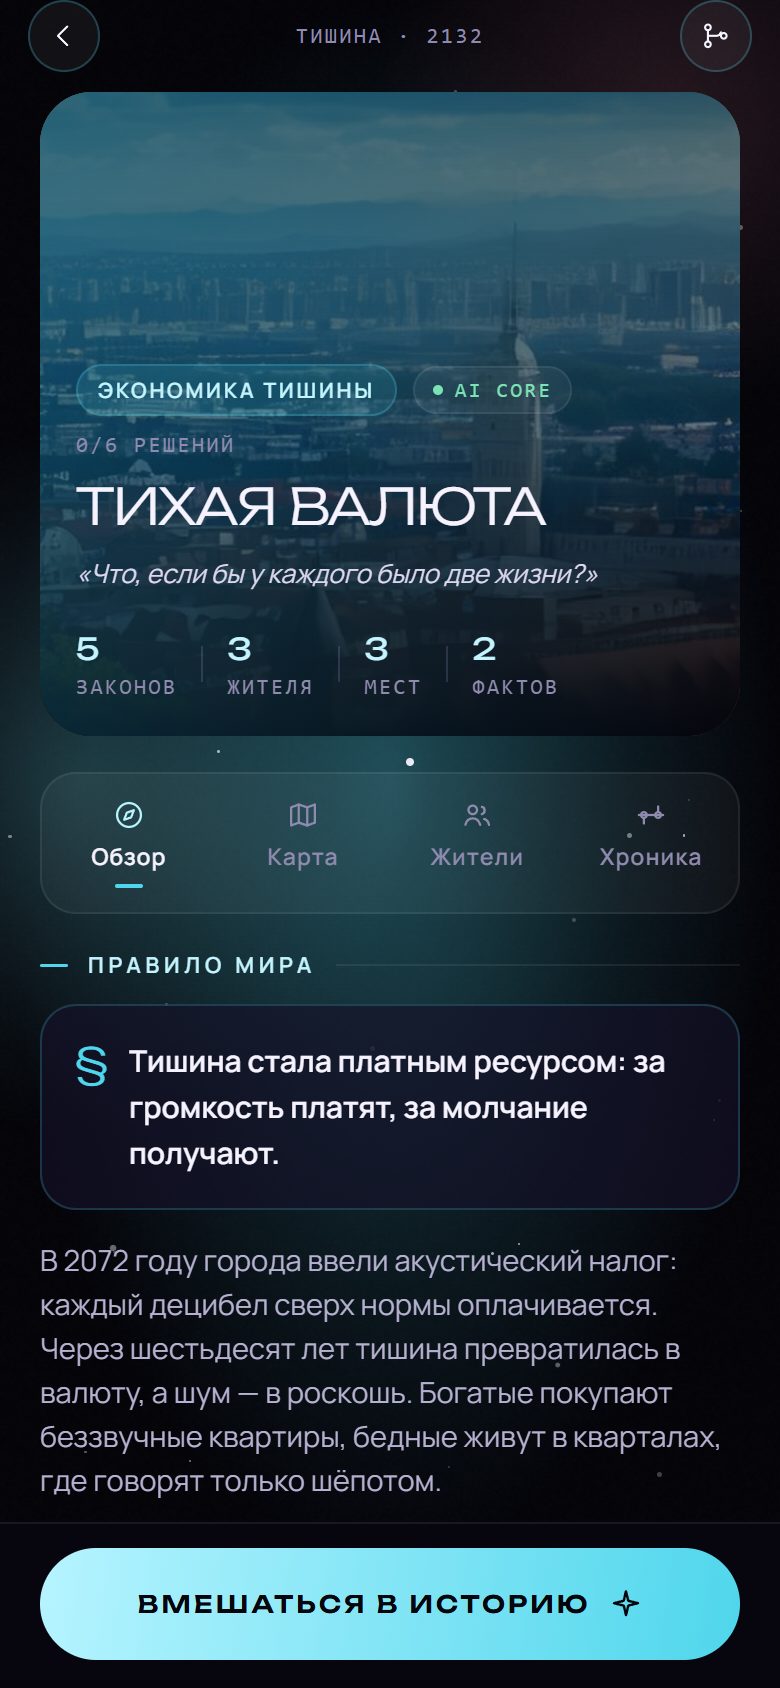 ТИШИНА · 2132
ЭКОНОМИКА ТИШИНЫ
AI CORE
0/6 РЕШЕНИЙ
ТИХАЯ ВАЛЮТА
«Что, если бы у каждого было две жизни?»
5 3 3 2
ЗАКОНОВ ЖИТЕЛЯ МЕСТ ФАКТОВ
Обзор Карта Жители Хроника
ПРАВИЛО МИРА
§ Тишина стала платным ресурсом: за
громкость платят, за молчание
получают.
В 2072 году города ввели акустический налог:
каждый децибел сверх нормы оплачивается.
Через шестьдесят лет тишина превратилась в
валюту, а шум — в роскошь. Богатые покупают
беззвучные квартиры, бедные живут в кварталах,
где говорят только шёпотом.
ВМЕШАТЬСЯ В ИСТОРИЮ